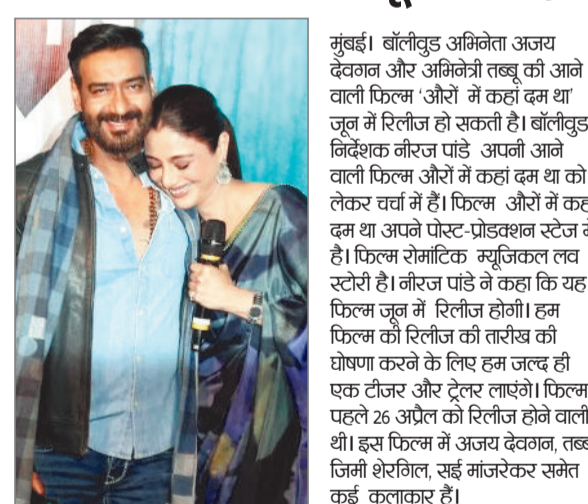 मुंबई। बॉलीवुड अभिनेता अजय
देवगन और अभिनेत्री तब्बू की आने
वाली फिल्म ‘औरों में कहां दम था'
जून में रिलीज हो सकती है। बॉलीवुड
निर्देशक नीरज पांडे अपनी आने
वाली फिल्म औरों में कहां दम था को
लेकर चर्चा में हैं। फिल्म औरों में
दम था अपने पोस्ट-प्रोडक्शन स्टेज
है। फिल्म रोमांटिक म्यूजिकल लव
स्टोरी है। नीरज पांडे ने कहा कि यह
फिल्म जून में रिलीज होगी। हम
फिल्म की रिलीज की तारीख की
घोषणा करने के लिए हम जल्द ही
एक टीजर और ट्रेलर लाएंगे। फिल्म
पहले 26 अप्रैल को रिलीज होने वाली
थी। इस फिल्म में अजय देवगन,
जिमी शेरगिल, सई मांजरेकर समेत
कई कलाकार हैं।